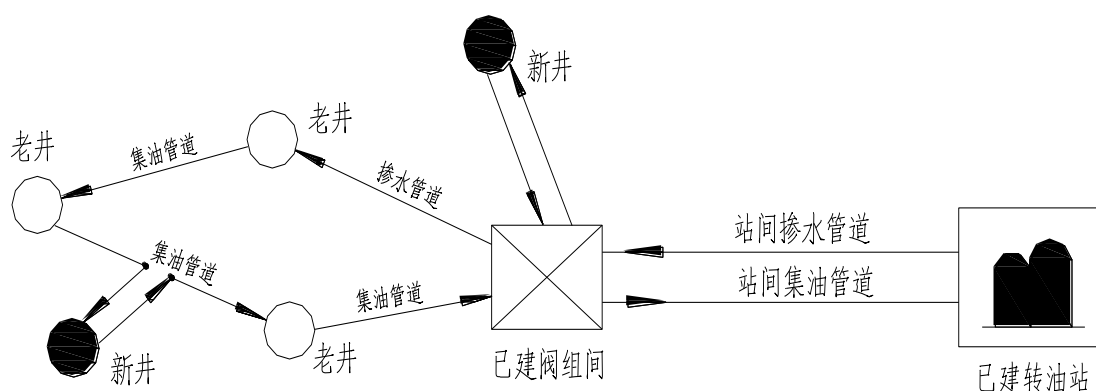 新井
老井
老井
集油管道
掺水管道
集油管道
站间掺水管道
站间集油管道
集油管道
新井
老井
已建阀组间
已建转油站